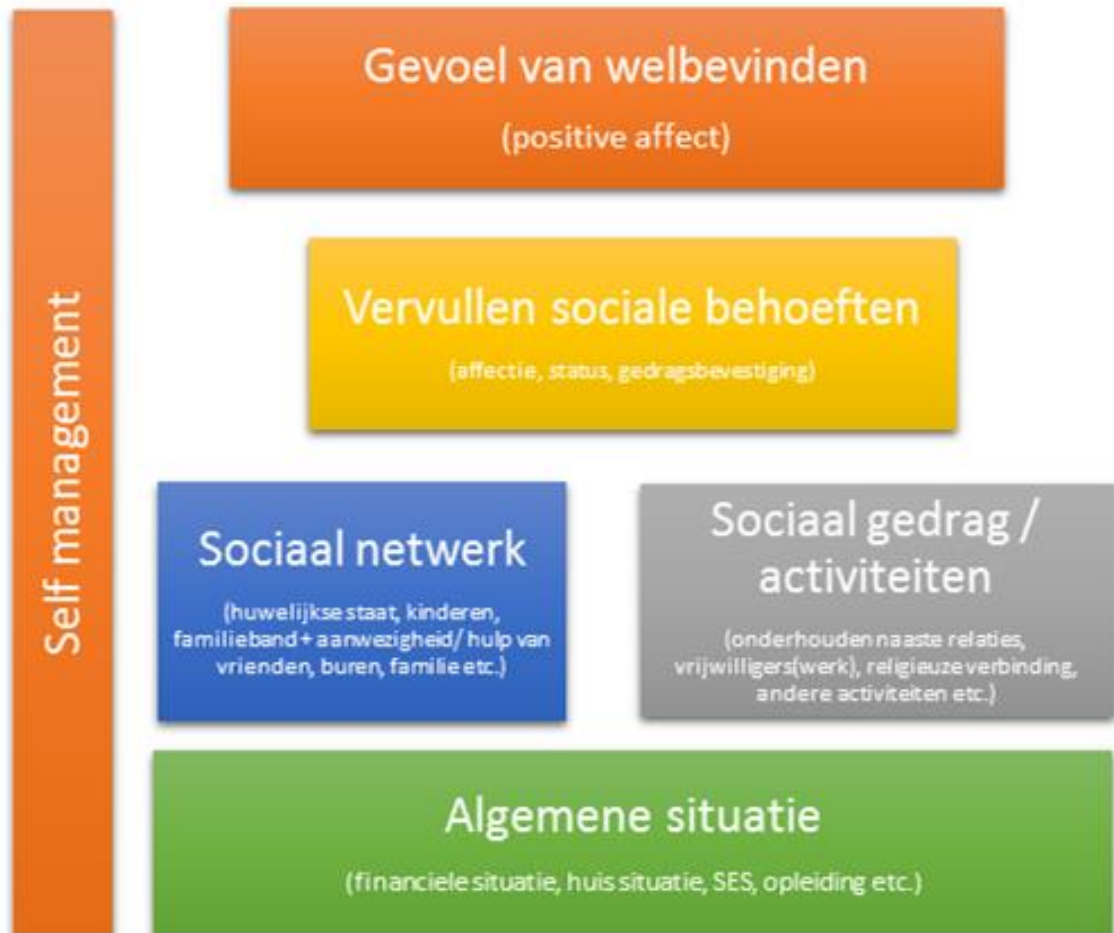 Self management
Gevoel van welbevinden
(positive affect)
Vervullen sociale behoeften
(affectie, status, gedragsbevestiging)
Sociaal netwerk
(huwelijkse staat, kinderen,
familieband + aanwezigheid/ hulp van
vrienden, buren, familie etc.)
Sociaal gedrag /
activiteiten
(onderhouden naaste relaties,
vrijwilligers(werk), religieuze verbinding,
andere activiteiten etc.)
Algemene situatie
(financiele situatie, huis situatie, SES, opleiding etc.)